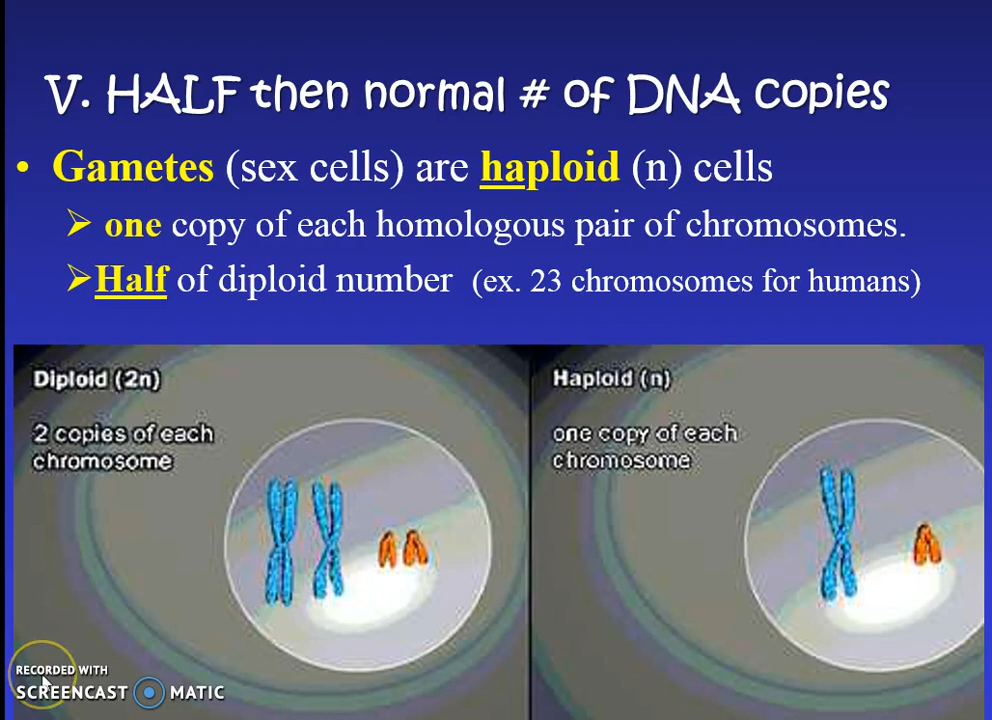 V. HALF then normal # of DNA copies
• Gametes (sex cells) are haploid (n) cells
➢ one copy of each homologous pair of chromosomes.
➢Half of diploid number (ex. 23 chromosomes for humans)
Diploid (2n)
2 copies of each
chromosome
Haploid (n)
one copy of each
chromosome
RECORDED WITH
SCREENCAST MATIC